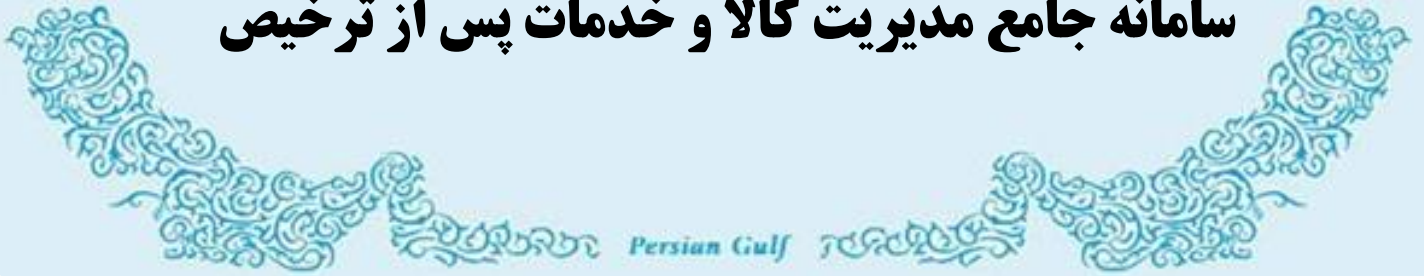 سامانه جامع مدیریت کالا و خدمات پس از ترخیص
Persian Gulf